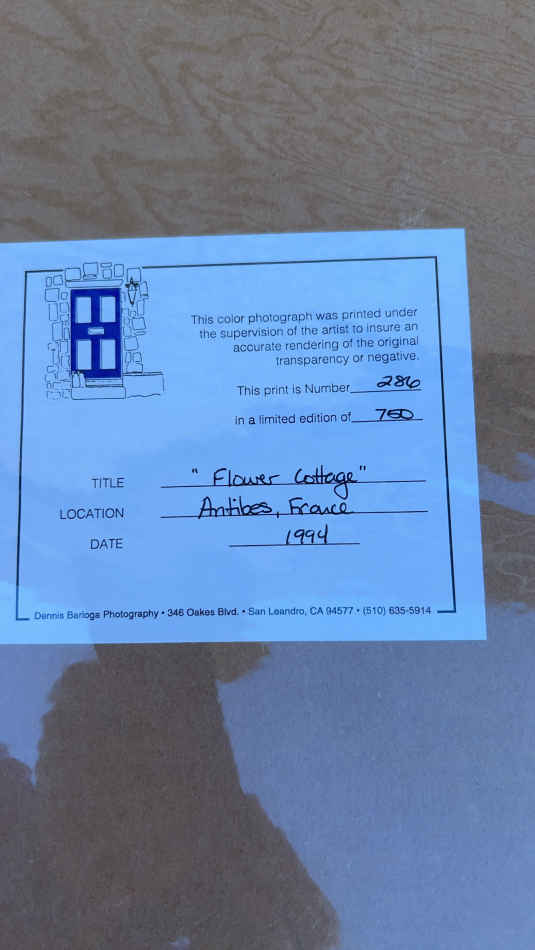 This color photograph was printed under
the supervision of the artist to insure an
accurate rendering of the original
transparency or negative.
This print is Number 286
in a limited edition of 750
TITLE " Flower Cottage"
LOCATION Antibes, France
DATE 1994
Dennis Barloga Photography • 346 Oakes Blvd. • San Leandro, CA 94577 • (510) 635-5914